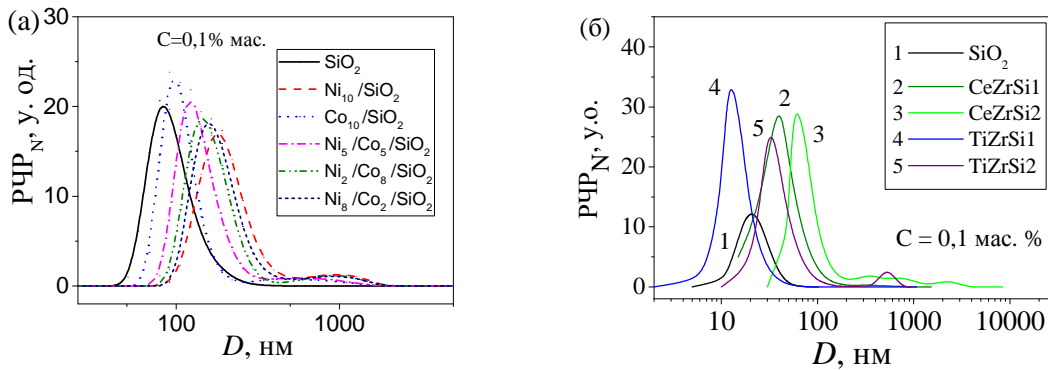 (а)
30
20
10
0
РЧР_N, у. од.
C=0,1% мас.
SiO₂
Ni₁₀/SiO₂
Co₁₀/SiO₂
Ni₅/Co₅/SiO₂
Ni₂/Co₈/SiO₂
Ni₈/Co₂/SiO₂
100 1000
D, нм
(б)
40
30
20
10
0
РЧР_N, у.о.
4
2
5
3
1
1 SiO₂
2 CeZrSi1
3 CeZrSi2
4 TiZrSi1
5 TiZrSi2
C = 0,1 мас. %
10 100 1000 10000
D, нм